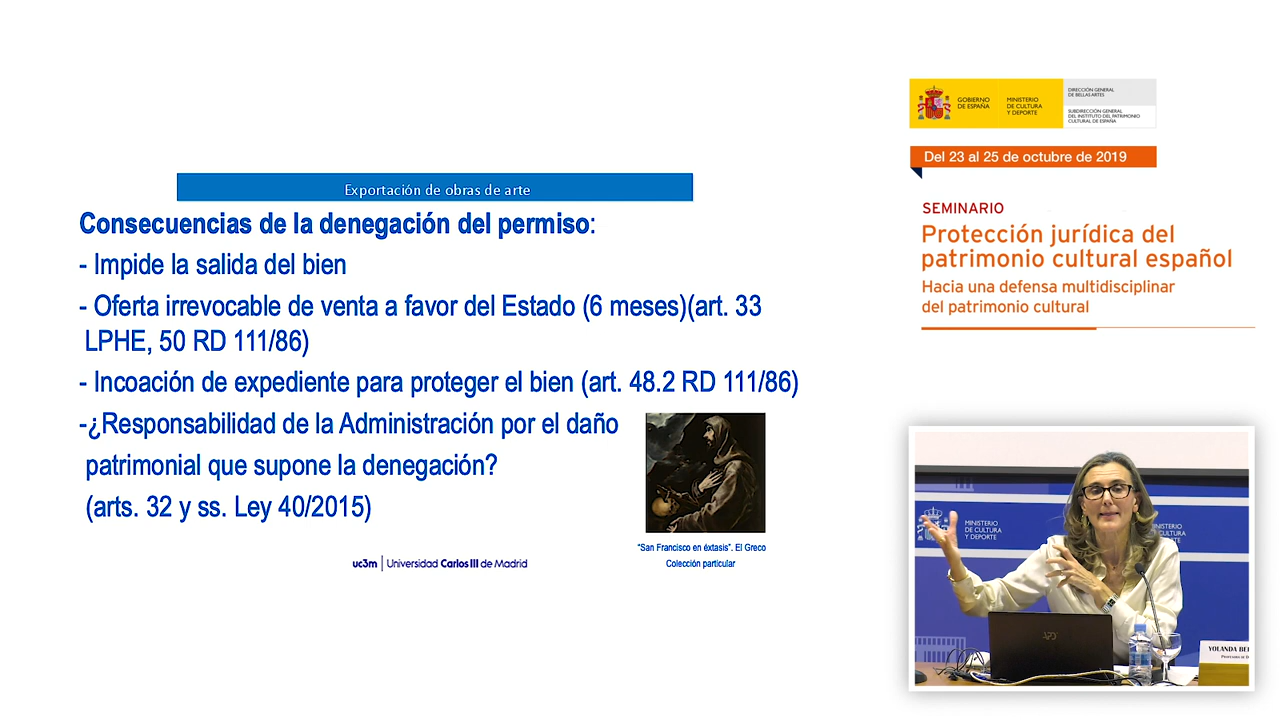 Exportación de obras de arte
Consecuencias de la denegación del permiso:
- Impide la salida del bien
- Oferta irrevocable de venta a favor del Estado (6 meses)(art. 33
LPHE, 50 RD 111/86)
- Incoación de expediente para proteger el bien (art. 48.2 RD 111/86)
-¿Responsabilidad de la Administración por el daño
patrimonial que supone la denegación?
(arts. 32 y ss. Ley 40/2015)
"San Francisco en éxtasis". El Greco
Colección particular
uc3m | Universidad Carlos III de Madrid
GOBIERNO
DE ESPAÑA
MINISTERIO
DE CULTURA
Y DEPORTE
DIRECCIÓN GENERAL
DE BELLAS ARTES
SUBDIRECCIÓN GENERAL
DEL INSTITUTO DEL PATRIMONIO
CULTURAL DE ESPAÑA
Del 23 al 25 de octubre de 2019
SEMINARIO
Protección jurídica del
patrimonio cultural español
Hacia una defensa multidisciplinar
del patrimonio cultural
MINISTERIO
DE CULTURA
Y DEPORTE
MINISTERIO
DE CULTURA
Y DEPORTE
YOLANDA BE